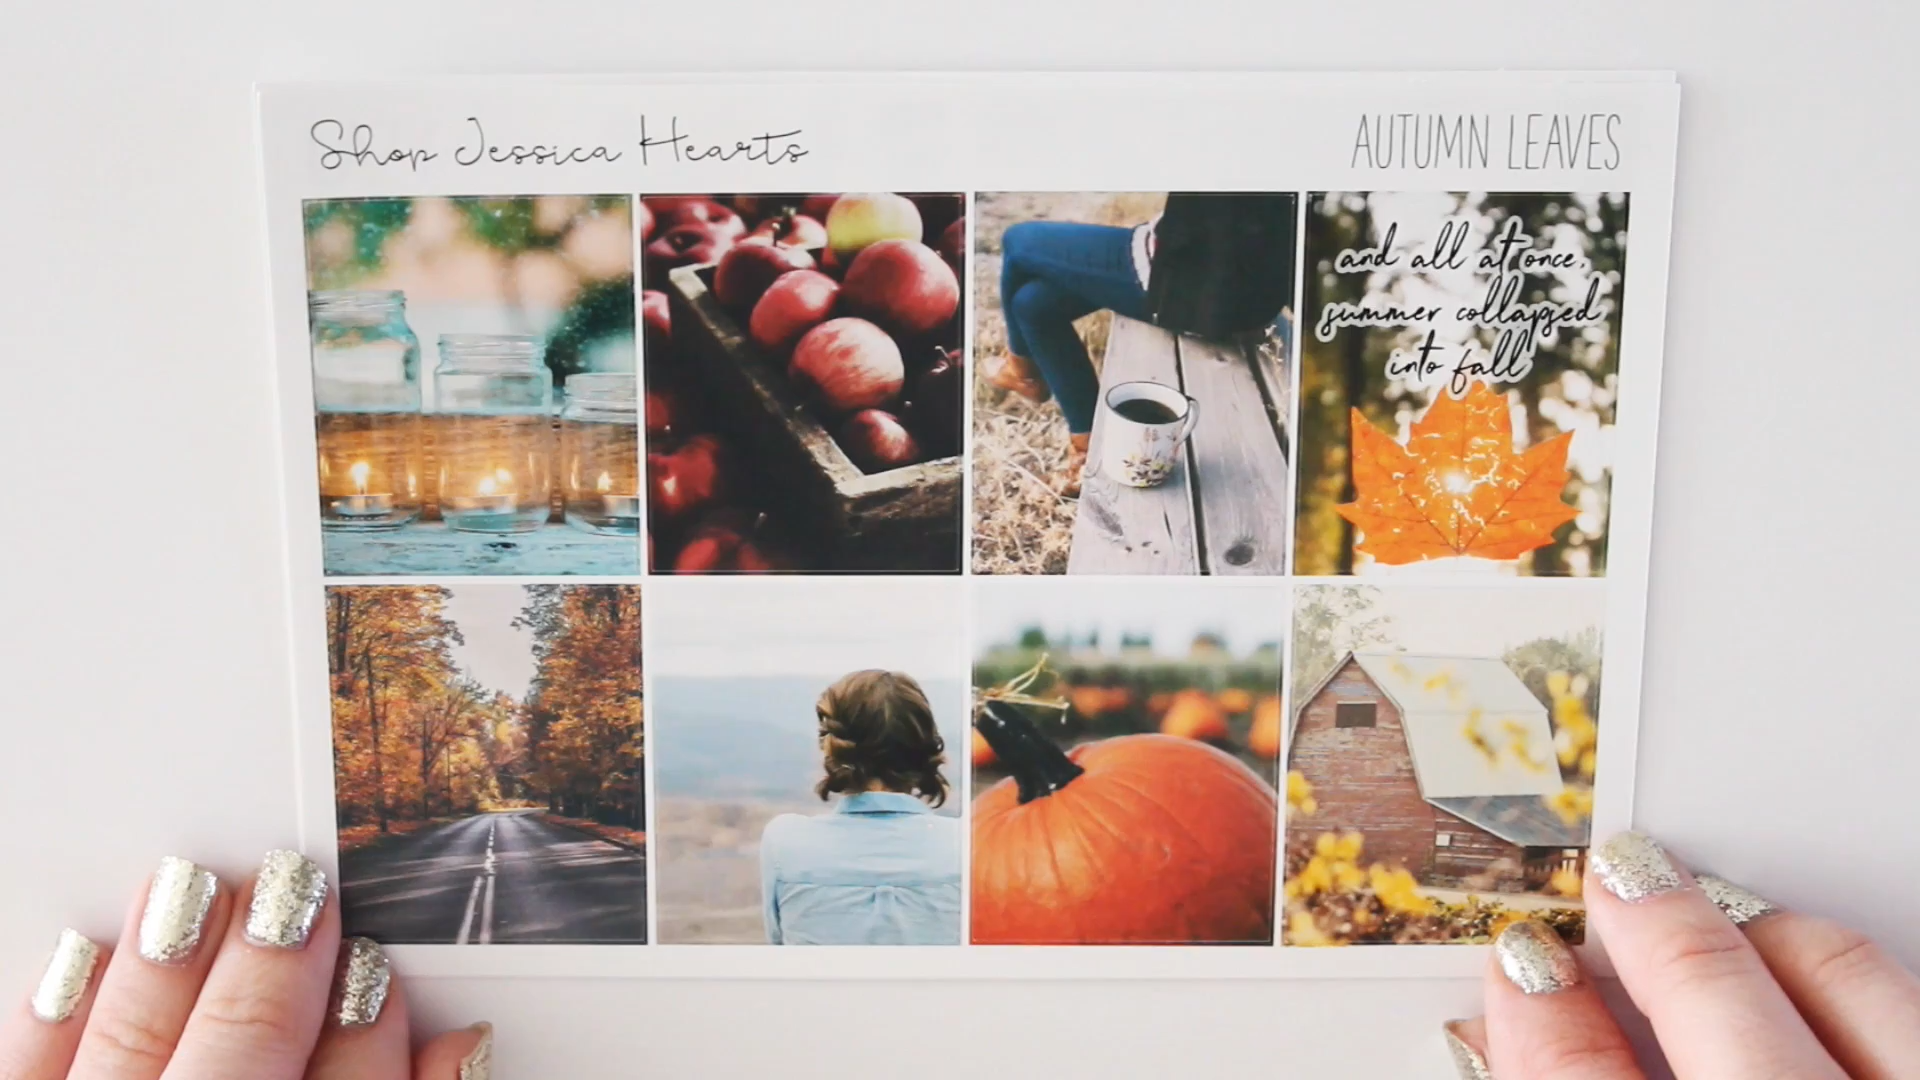 Shop Jessica Hearts
AUTUMN LEAVES
and all at once,
summer collapsed
into fall